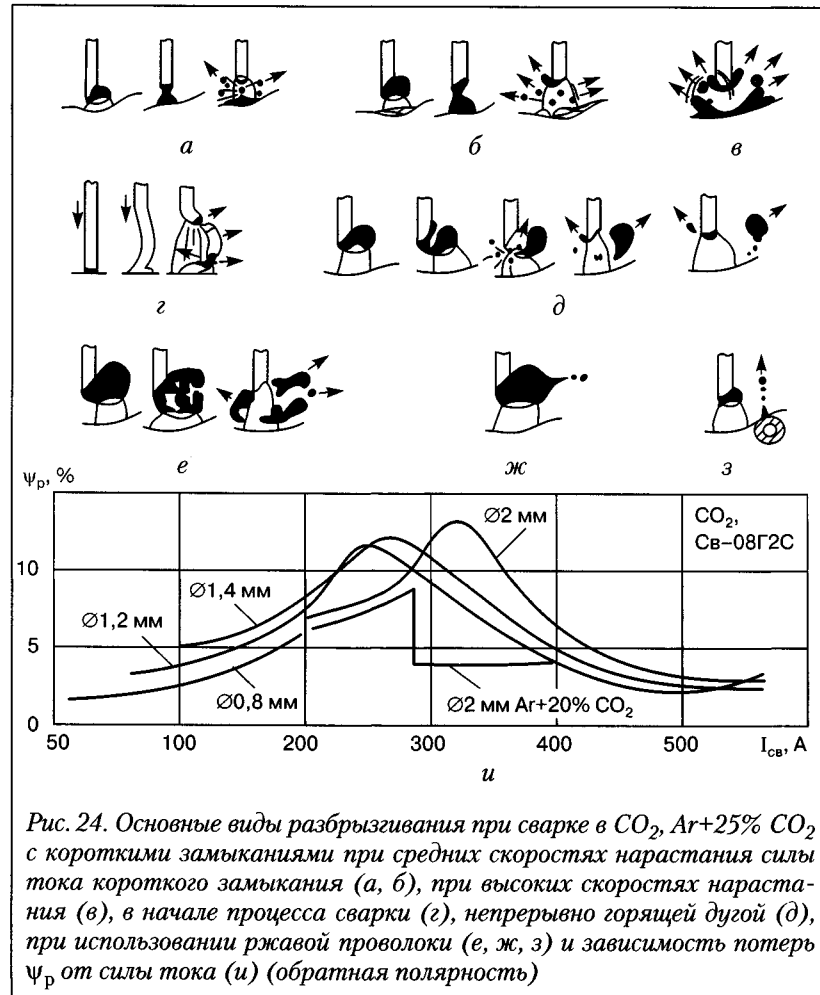 а
б
в
г
д
е
ж
з
ψр, %
10
5
0
50
100
200
300
400
500
Iсв, А
Ø2 мм
CO₂,
Св–08Г2С
Ø1,4 мм
Ø1,2 мм
Ø0,8 мм
Ø2 мм Ar+20% CO₂
и
Рис. 24. Основные виды разбрызгивания при сварке в CO₂, Ar+25% CO₂
с короткими замыканиями при средних скоростях нарастания силы
тока короткого замыкания (а, б), при высоких скоростях нараста-
ния (в), в начале процесса сварки (г), непрерывно горящей дугой (д),
при использовании ржавой проволоки (е, ж, з) и зависимость потерь
ψр от силы тока (и) (обратная полярность)